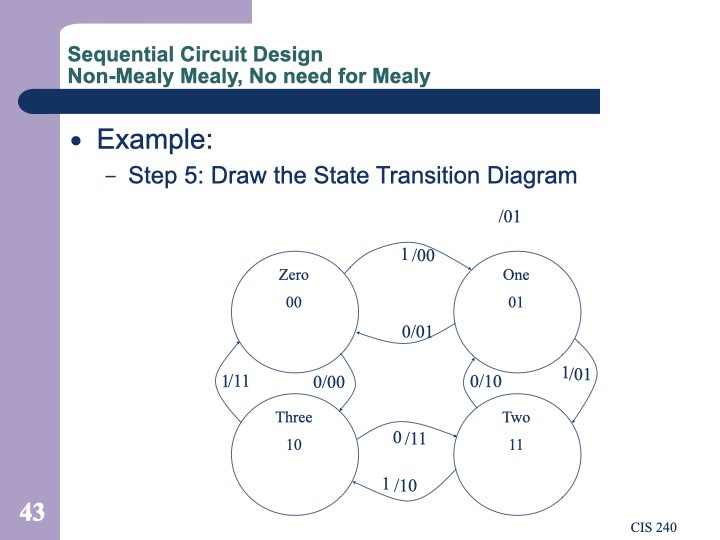 Sequential Circuit Design
Non-Mealy Mealy, No need for Mealy
• Example:
– Step 5: Draw the State Transition Diagram
/01
1 /00
Zero
00
One
01
0/01
1/11
0/00
0/10
1/01
Three
10
Two
11
0 /11
1 /10
43
CIS 240